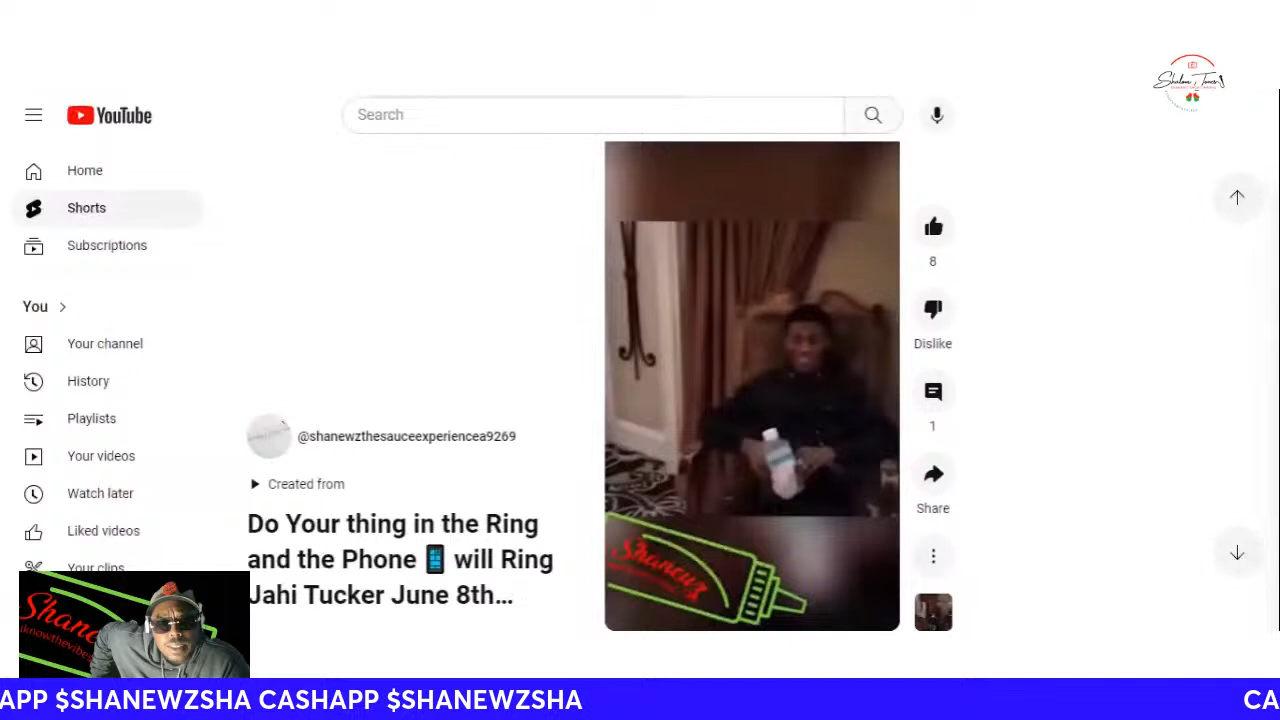 YouTube
Search
Home
Shorts
Subscriptions
You
Your channel
History
Playlists
Your videos
Watch later
Liked videos
Your clips
@shanewzthesauceexperiencea9269
Created from
Do Your thing in the Ring
and the Phone 📱 will Ring
Jahi Tucker June 8th...
8
Dislike
1
Share
Shanewz
Shane
iknowthevibes
APP $SHANEWZSHA CASHAPP $SHANEWZSHA
CA